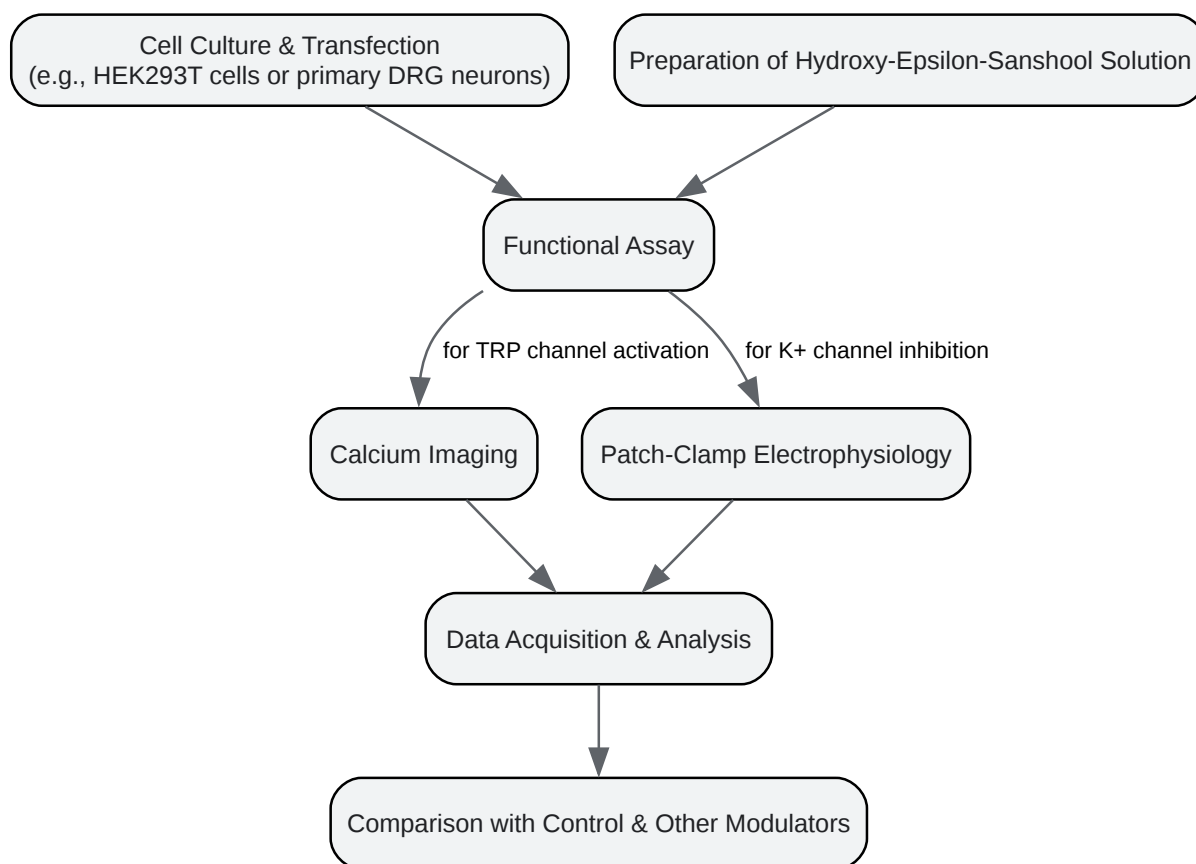 Cell Culture & Transfection
(e.g., HEK293T cells or primary DRG neurons)
Preparation of Hydroxy-Epsilon-Sanshool Solution
Functional Assay
for TRP channel activation
for K+ channel inhibition
Calcium Imaging
Patch-Clamp Electrophysiology
Data Acquisition & Analysis
Comparison with Control & Other Modulators